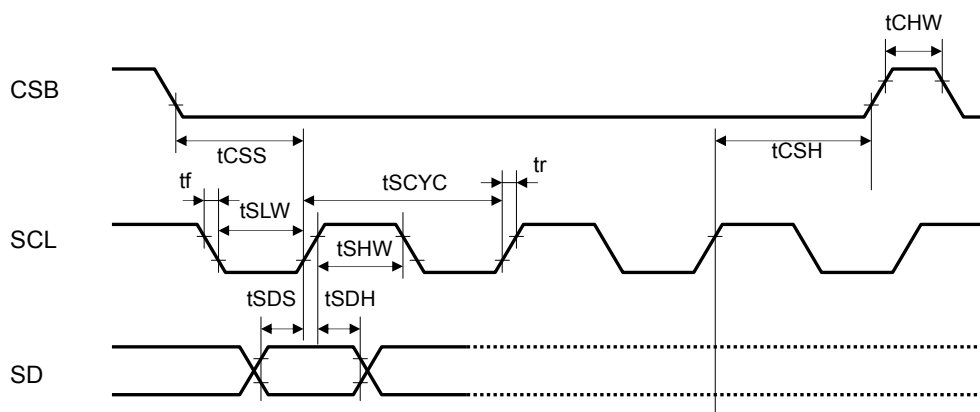 tCHW
CSB
tCSS
tCSH
tf
tSCYC
tr
tSLW
SCL
tSHW
tSDS
tSDH
SD